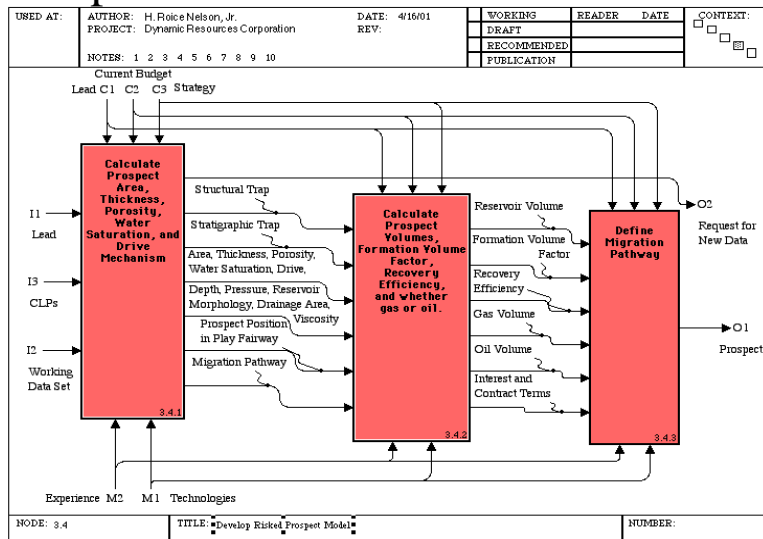 USED AT:
AUTHOR: H. Roice Nelson, Jr.
DATE: 4/16/01
PROJECT: Dynamic Resources Corporation
REV:
NOTES: 1 2 3 4 5 6 7 8 9 10
WORKING
DRAFT
RECOMMENDED
PUBLICATION
READER DATE
CONTEXT:
Current Budget
Lead C1 C2 C3 Strategy
Calculate
Prospect
Area,
Thickness,
Porosity,
Water
Saturation, and
Drive
Mechanism
3.4.1
I1
Lead
I3
CLPs
I2
Working
Data Set
Structural Trap
Stratigraphic Trap
Area, Thickness, Porosity,
Water Saturation, Drive,
Depth, Pressure, Reservoir
Morphology, Drainage Area,
Viscosity
Prospect Position
in Play Fairway
Migration Pathway
Calculate
Prospect
Volumes,
Formation Volume
Factor,
Recovery
Efficiency,
and whether
gas or oil.
3.4.2
Reservoir Volume
Formation Volume
Factor
Recovery
Efficiency
Gas Volume
Oil Volume
Interest and
Contract Terms
Define
Migration
Pathway
3.4.3
O2
Request for
New Data
O1
Prospect
Experience M2 M1 Technologies
NODE: 3.4
TITLE: Develop Risked Prospect Model
NUMBER: